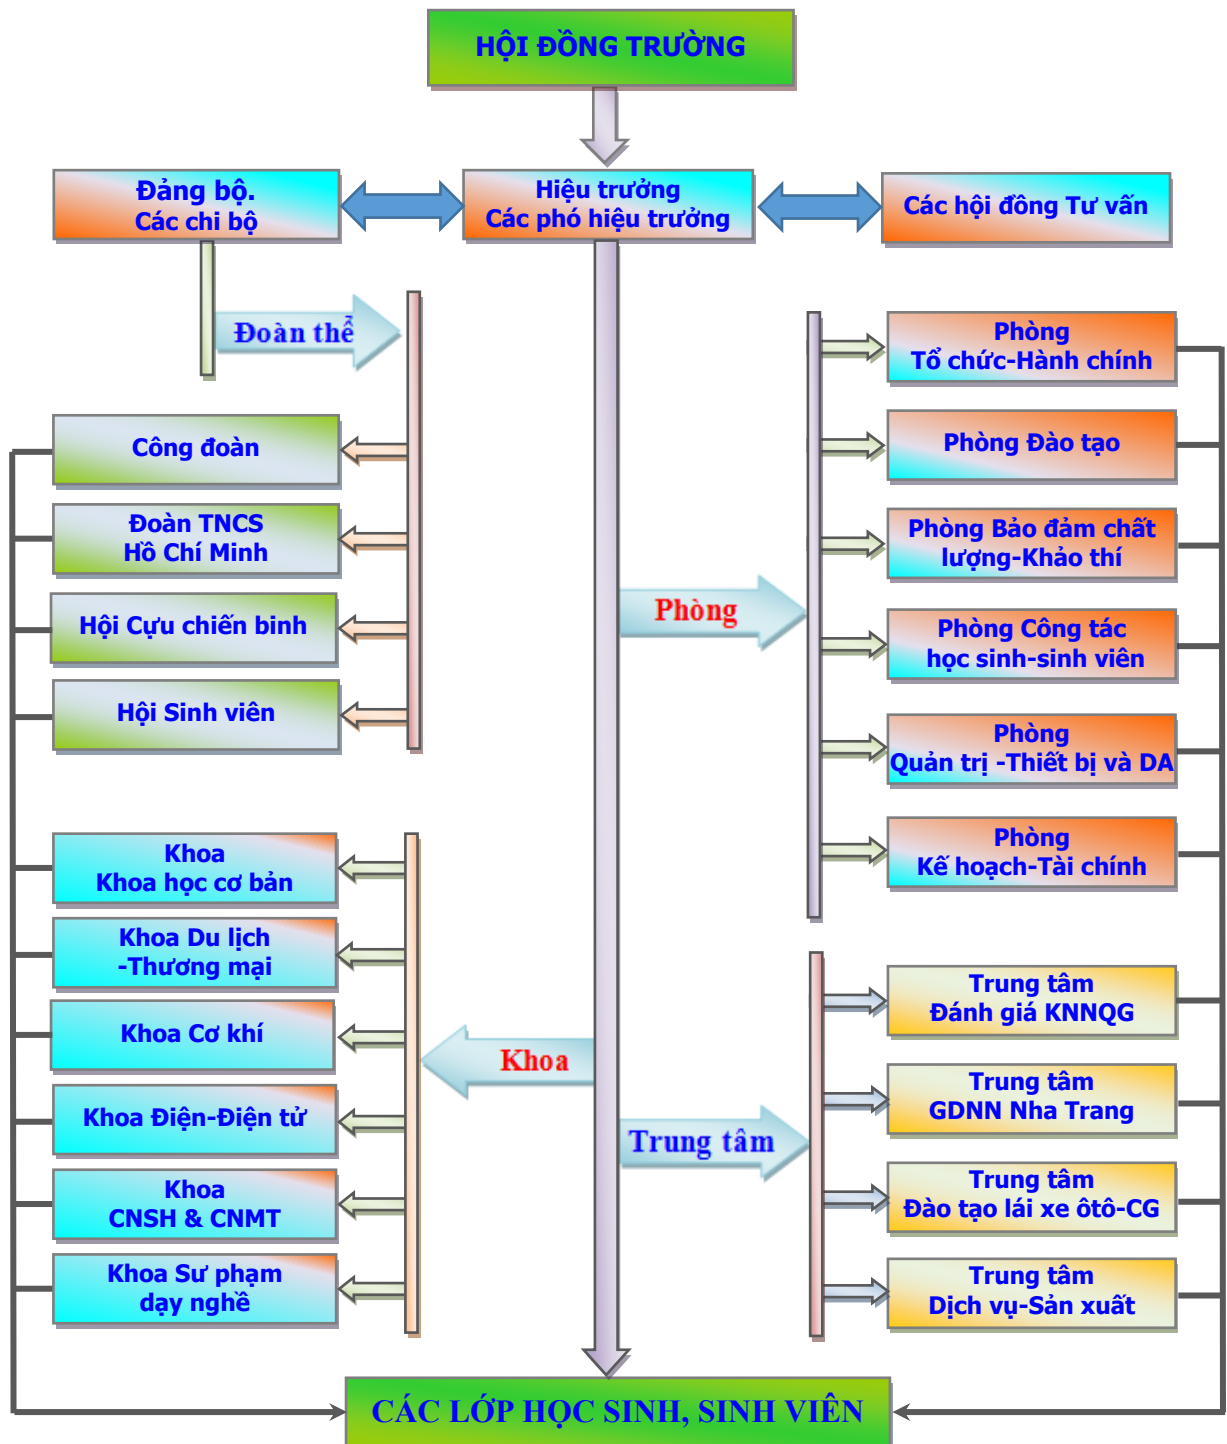 HỘI ĐỒNG TRƯỜNG
Đảng bộ.
Các chi bộ
Hiệu trưởng
Các phó hiệu trưởng
Các hội đồng Tư vấn
Đoàn thể
Công đoàn
Đoàn TNCS
Hồ Chí Minh
Hội Cựu chiến binh
Hội Sinh viên
Phòng
Phòng
Tổ chức-Hành chính
Phòng Đào tạo
Phòng Bảo đảm chất
lượng-Khảo thí
Phòng Công tác
học sinh-sinh viên
Phòng
Quản trị -Thiết bị và DA
Phòng
Kế hoạch-Tài chính
Khoa
Khoa
Khoa học cơ bản
Khoa Du lịch
-Thương mại
Khoa Cơ khí
Khoa Điện-Điện tử
Khoa
CNSH & CNMT
Khoa Sư phạm
dạy nghề
Trung tâm
Trung tâm
Đánh giá KNNQG
Trung tâm
GDNN Nha Trang
Trung tâm
Đào tạo lái xe ôtô-CG
Trung tâm
Dịch vụ-Sản xuất
CÁC LỚP HỌC SINH, SINH VIÊN